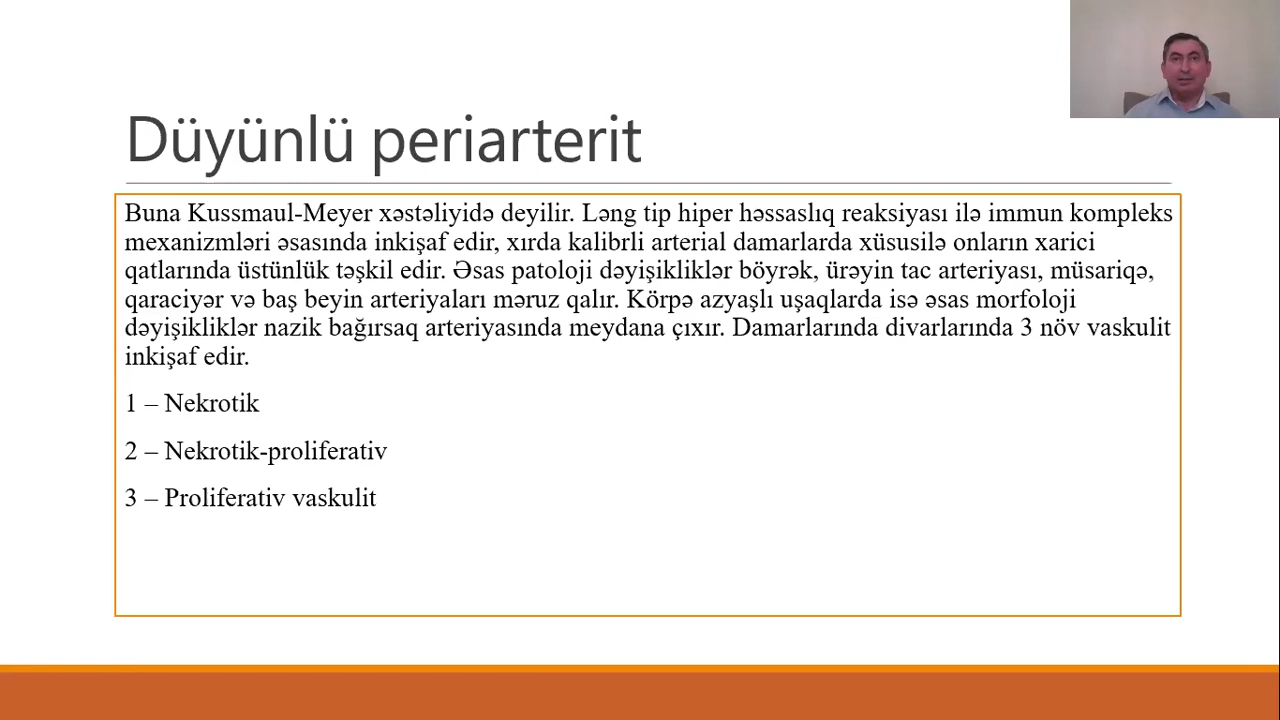 Düyünlü periarterit
Buna Kussmaul-Meyer xəstəliyidə deyilir. Ləng tip hiper həssaslıq reaksiyası ilə immun kompleks
mexanizmləri əsasında inkişaf edir, xırda kalibrli arterial damarlarda xüsusilə onların xarici
qatlarında üstünlük təşkil edir. Əsas patoloji dəyişikliklər böyrək, ürəyin tac arteriyası, müsariqə,
qaraciyər və baş beyin arteriyaları məruz qalır. Körpə azyaşlı uşaqlarda isə əsas morfoloji
dəyişikliklər nazik bağırsaq arteriyasında meydana çıxır. Damarlarında divarlarında 3 növ vaskulit
inkişaf edir.
1 – Nekrotik
2 – Nekrotik-proliferativ
3 – Proliferativ vaskulit